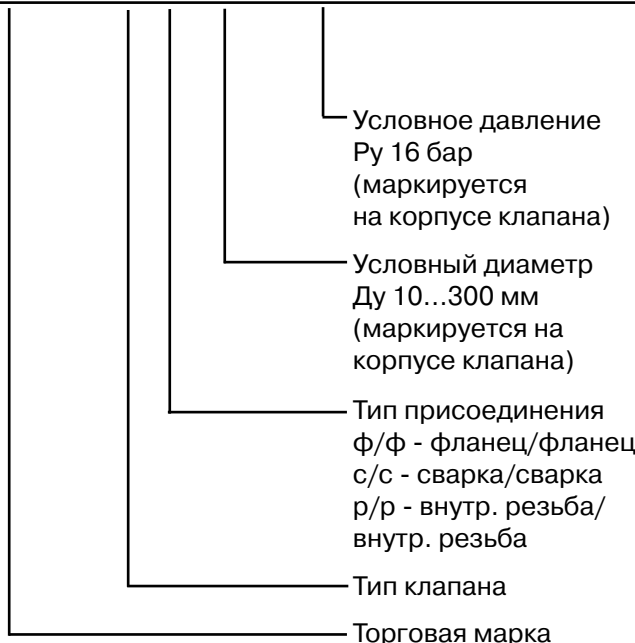 Условное давление
Ру 16 бар
(маркируется
на корпусе клапана)
Условный диаметр
Ду 10...300 мм
(маркируется на
корпусе клапана)
Тип присоединения
ф/ф - фланец/фланец
с/с - сварка/сварка
р/р - внутр. резьба/
внутр. резьба
Тип клапана
Торговая марка